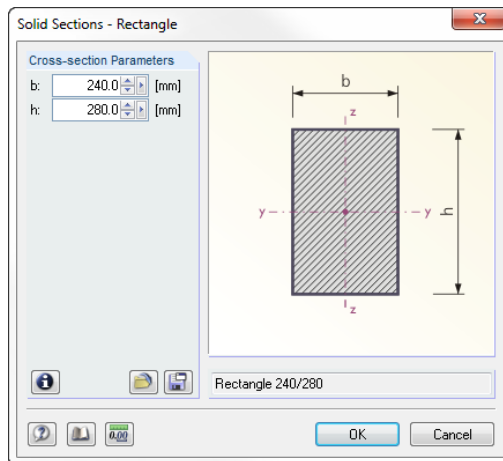 Solid Sections - Rectangle
Cross-section Parameters
b: 240.0 [mm]
h: 280.0 [mm]
b
z
y y
h
z
Rectangle 240/280
0.00
OK Cancel